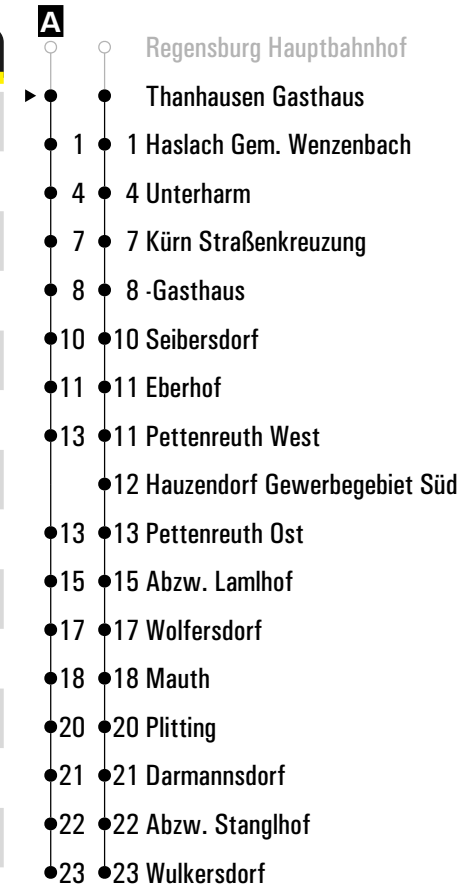 A
Regensburg Hauptbahnhof
Thanhausen Gasthaus
1 1 Haslach Gem. Wenzenbach
4 4 Unterharm
7 7 Kürn Straßenkreuzung
8 8 -Gasthaus
10 10 Seibersdorf
11 11 Eberhof
13 11 Pettenreuth West
12 Hauzendorf Gewerbegebiet Süd
13 13 Pettenreuth Ost
15 15 Abzw. Lamlhof
17 17 Wolfersdorf
18 18 Mauth
20 20 Plitting
21 21 Darmannsdorf
22 22 Abzw. Stanglhof
23 23 Wulkersdorf